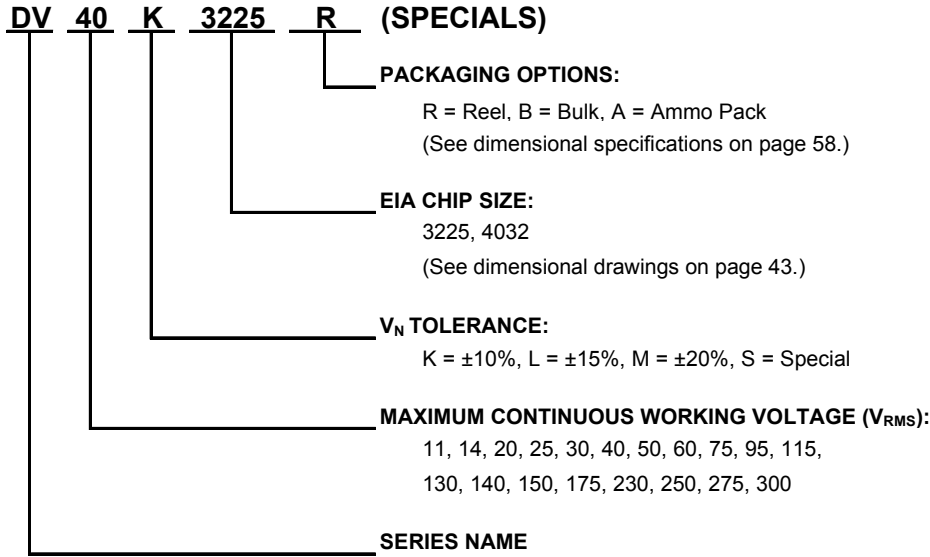 DV 40 K 3225 R (SPECIALS)
PACKAGING OPTIONS:
R = Reel, B = Bulk, A = Ammo Pack
(See dimensional specifications on page 58.)
EIA CHIP SIZE:
3225, 4032
(See dimensional drawings on page 43.)
VN TOLERANCE:
K = ±10%, L = ±15%, M = ±20%, S = Special
MAXIMUM CONTINUOUS WORKING VOLTAGE (VRMS):
11, 14, 20, 25, 30, 40, 50, 60, 75, 95, 115,
130, 140, 150, 175, 230, 250, 275, 300
SERIES NAME